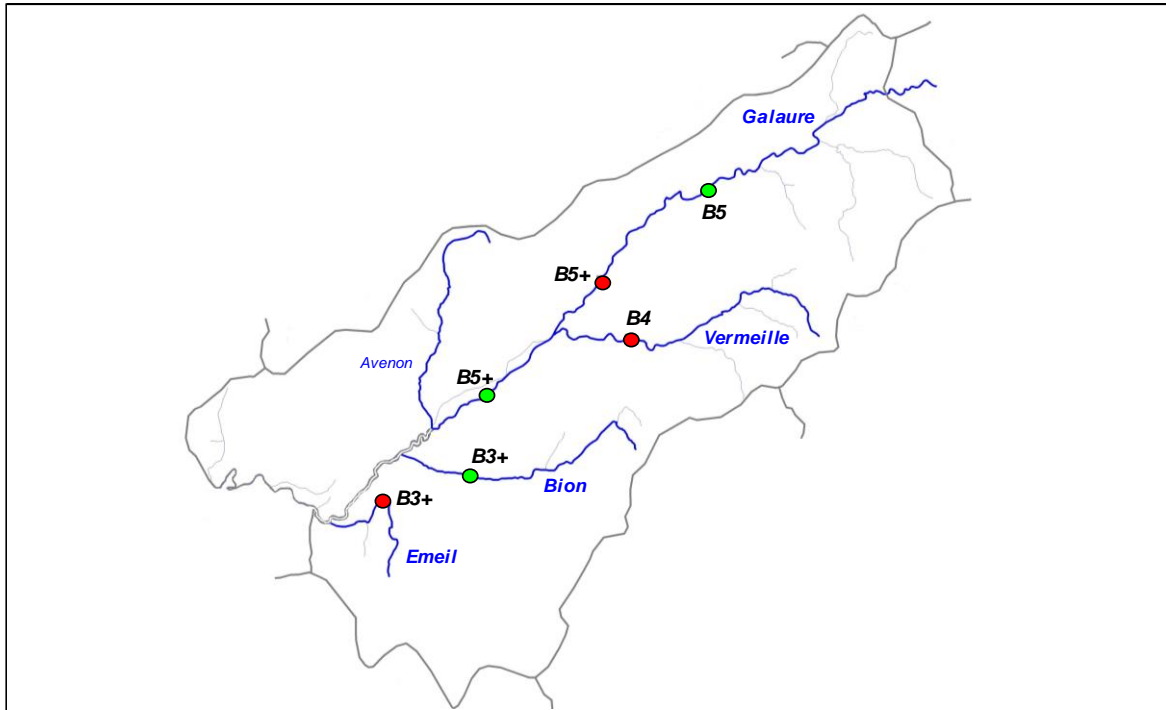 Galaure
B5
B5+
B4
Vermeille
Avenon
B5+
B3+
Bion
B3+
Emeil